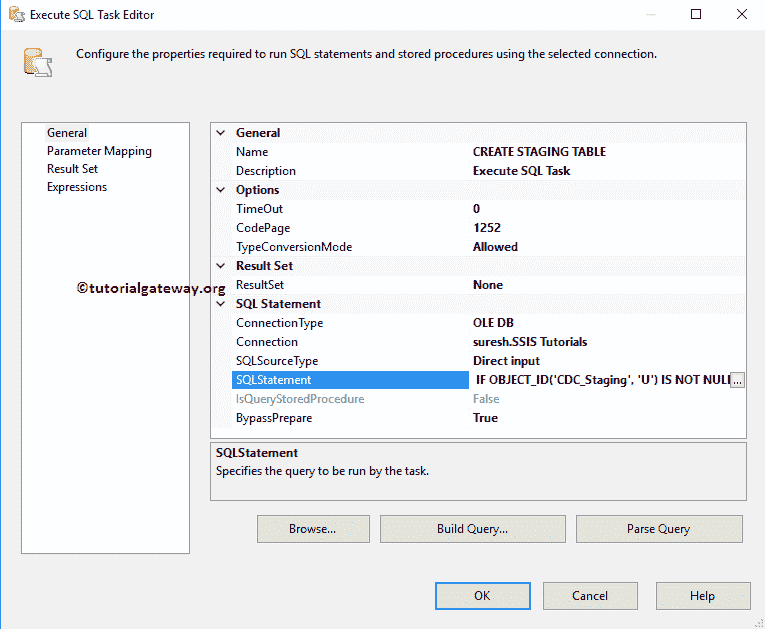 Execute SQL Task Editor
Configure the properties required to run SQL statements and stored procedures using the selected connection.
General
Parameter Mapping
Result Set
Expressions
©tutorialgateway.org
General
Name CREATE STAGING TABLE
Description Execute SQL Task
Options
TimeOut 0
CodePage 1252
TypeConversionMode Allowed
Result Set
ResultSet None
SQL Statement
ConnectionType OLE DB
Connection suresh.SSIS Tutorials
SQLSourceType Direct input
SQLStatement IF OBJECT_ID('CDC_Staging', 'U') IS NOT NULL ...
IsQueryStoredProcedure False
BypassPrepare True
SQLStatement
Specifies the query to be run by the task.
Browse... Build Query... Parse Query
OK Cancel Help